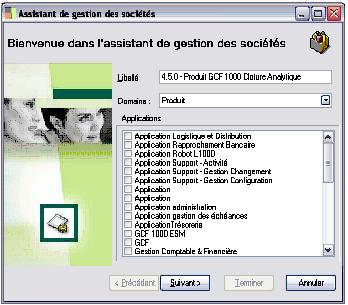 Assistant de gestion des sociétés
Bienvenue dans l'assistant de gestion des sociétés
Libellé 4.5.0 - Produit GCF 1000 Cloture Analytique
Domaine : Produit
Applications
Application Logistique et Distribution
Application Rapprochement Bancaire
Application Robot L100D
Application Support - Activité
Application Support - Gestion Changement
Application Support - Gestion Configuration
Application
Application
Application administration
Application gestion des échéances
ApplicationTrésorerie
GCF 1000 ESM
GCF
Gestion Comptable & Financière
< Précédent Suivant > Terminer Annuler